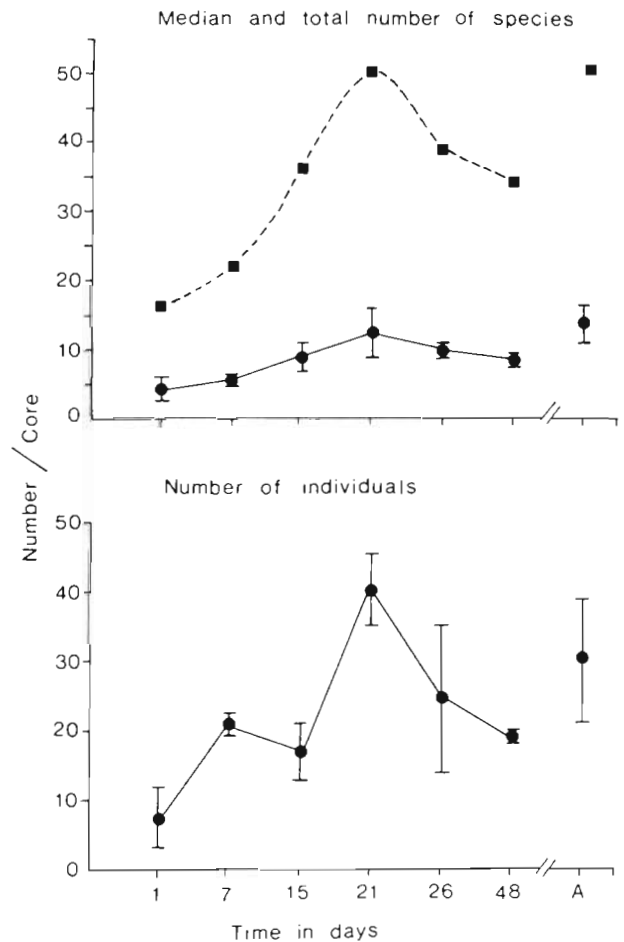 Median and total number of species
50
40
30
20
10
0
Number / Core
Number of individuals
50
40
30
20
10
0
1 7 15 21 26 48 A
Time in days